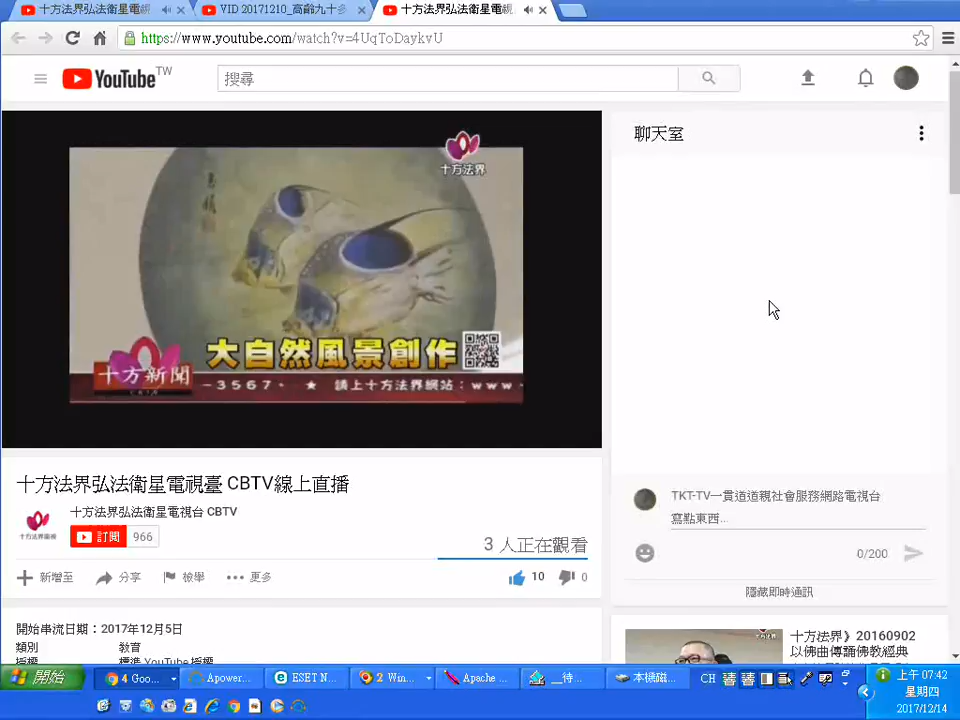 十方法界弘法衛星電視
VID 20171210_高齡九十多
十方法界弘法衛星電視
https://www.youtube.com/watch?v=4UqToDaykvU
YouTube TW
搜尋
十方法界
大自然風景創作
十方新聞
CBTV
-3567。 ★ 請上十方法界網站:www.
聊天室
十方法界弘法衛星電視臺 CBTV線上直播
十方法界弘法衛星電視台 CBTV
訂閱 966
3 人正在觀看
新增至 分享 檢舉 更多 10 0
TKT-TV一貫道道親社會服務網路電視台
寫點東西...
0/200
隱藏即時通訊
開始串流日期:2017年12月5日
類別 教育
授權 標準 YouTube 授權
十方法界》20160902
以佛曲傳誦佛教經典
開始 4 Goo... Apower... ESET N... 2 Win... Apache ... __待... 本機磁... CH
上午 07:42
星期四
2017/12/14